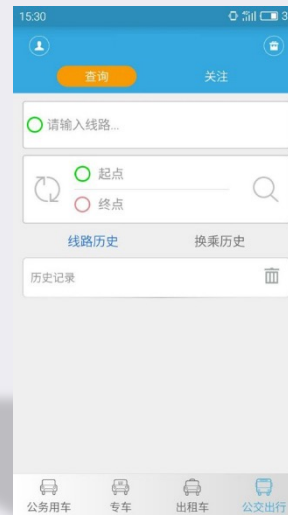 15:30
3
查询
关注
请输入线路...
起点
终点
线路历史
换乘历史
历史记录
公务用车
专车
出租车
公交出行